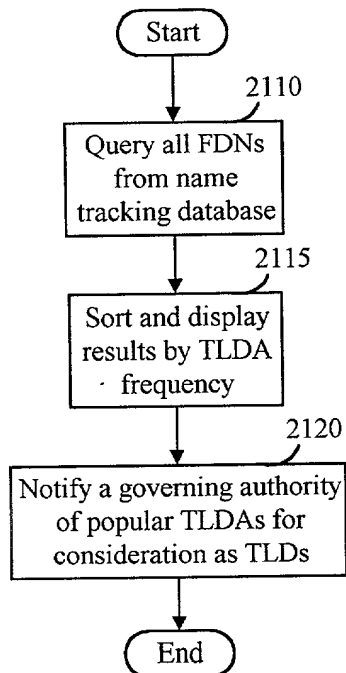 Start
2110
Query all FDNs
from name
tracking database
2115
Sort and display
results by TLDA
frequency
2120
Notify a governing authority
of popular TLDAs for
consideration as TLDs
End